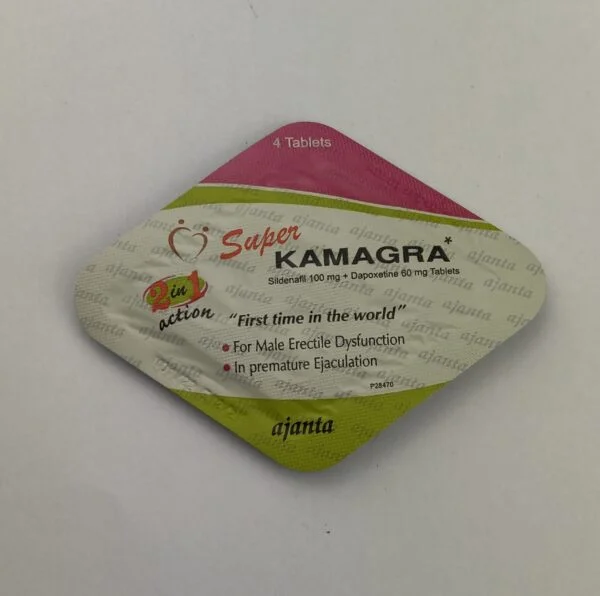 4 Tablets
Super
KAMAGRA*
Sildenafil 100 mg + Dapoxetine 60 mg Tablets
2 in 1
action
“First time in the world”
• For Male Erectile Dysfunction
• In premature Ejaculation
P28470
ajanta